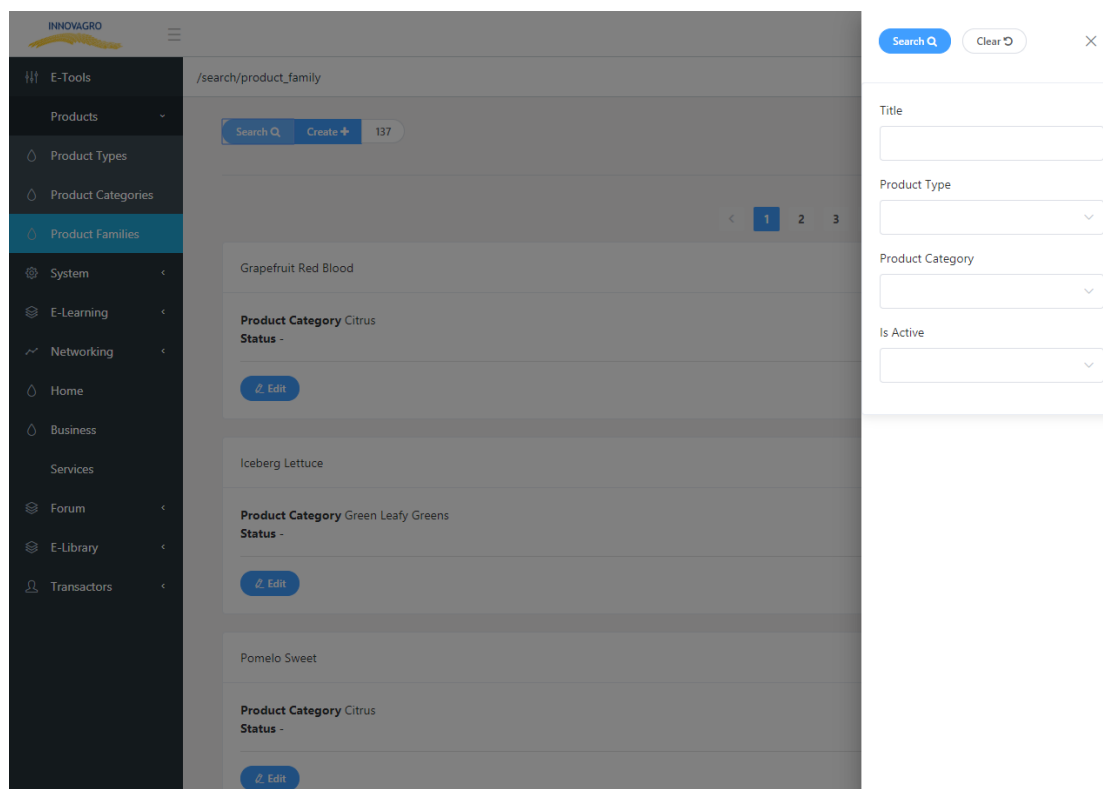 INNOVAGRO
E-Tools
Products
Product Types
Product Categories
Product Families
System
E-Learning
Networking
Home
Business
Services
Forum
E-Library
Transactors
/search/product_family
Search Create 137
1 2 3
Grapefruit Red Blood
Product Category Citrus
Status -
Edit
Iceberg Lettuce
Product Category Green Leafy Greens
Status -
Edit
Pomelo Sweet
Product Category Citrus
Status -
Edit
Search Clear
Title
Product Type
Product Category
Is Active